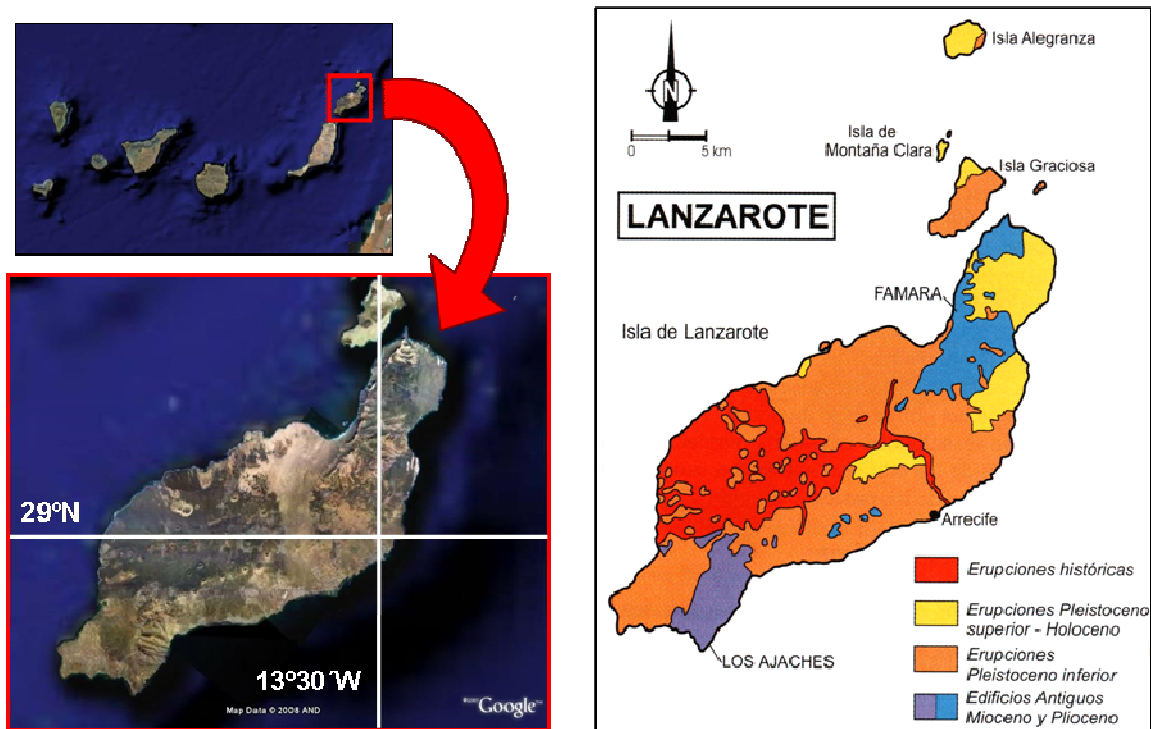 29ºN
13º30´W
Map Data © 2008 AND
Google
Isla Alegranza
N
0 5 km
Isla de
Montaña Clara
Isla Graciosa
LANZAROTE
FAMARA
Isla de Lanzarote
Arrecife
LOS AJACHES
Erupciones históricas
Erupciones Pleistoceno
superior - Holoceno
Erupciones
Pleistoceno inferior
Edificios Antiguos
Mioceno y Plioceno